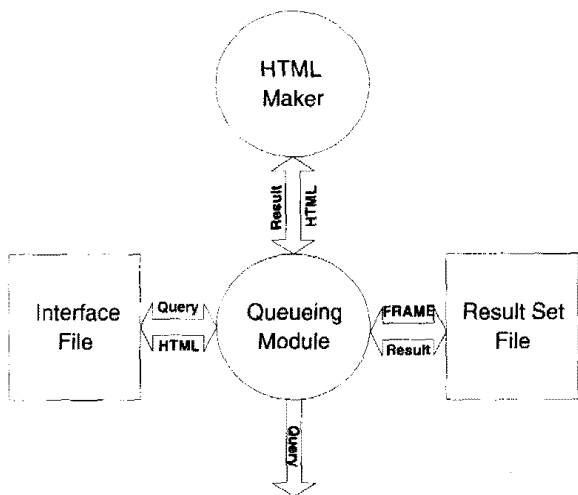 HTML
Maker
Result
HTML
Interface
File
Query
HTML
Queueing
Module
FRAME
Result
Result Set
File
Query